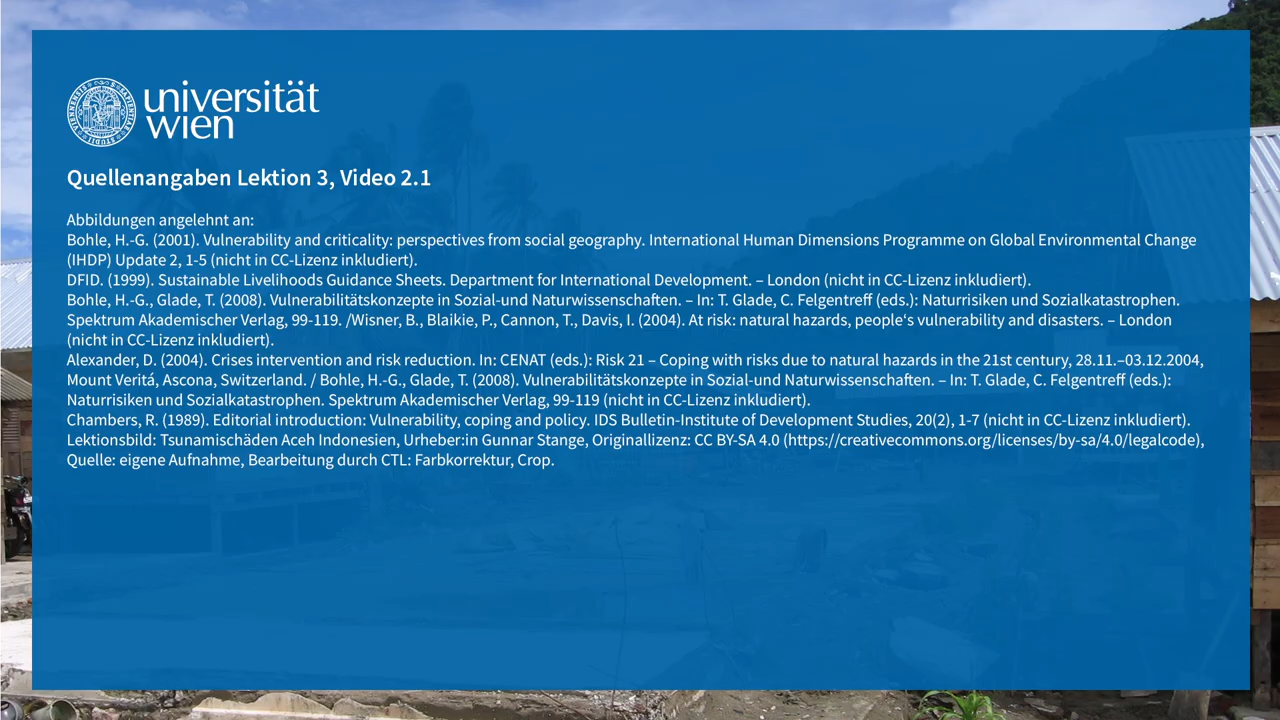 universität
wien
Quellenangaben Lektion 3, Video 2.1
Abbildungen angelehnt an:
Bohle, H.-G. (2001). Vulnerability and criticality: perspectives from social geography. International Human Dimensions Programme on Global Environmental Change
(IHDP) Update 2, 1-5 (nicht in CC-Lizenz inkludiert).
DFID. (1999). Sustainable Livelihoods Guidance Sheets. Department for International Development. – London (nicht in CC-Lizenz inkludiert).
Bohle, H.-G., Glade, T. (2008). Vulnerabilitätskonzepte in Sozial-und Naturwissenschaften. – In: T. Glade, C. Felgentreff (eds.): Naturrisiken und Sozialkatastrophen.
Spektrum Akademischer Verlag, 99-119. /Wisner, B., Blaikie, P., Cannon, T., Davis, I. (2004). At risk: natural hazards, people‘s vulnerability and disasters. – London
(nicht in CC-Lizenz inkludiert).
Alexander, D. (2004). Crises intervention and risk reduction. In: CENAT (eds.): Risk 21 – Coping with risks due to natural hazards in the 21st century, 28.11.–03.12.2004,
Mount Veritá, Ascona, Switzerland. / Bohle, H.-G., Glade, T. (2008). Vulnerabilitätskonzepte in Sozial-und Naturwissenschaften. – In: T. Glade, C. Felgentreff (eds.):
Naturrisiken und Sozialkatastrophen. Spektrum Akademischer Verlag, 99-119 (nicht in CC-Lizenz inkludiert).
Chambers, R. (1989). Editorial introduction: Vulnerability, coping and policy. IDS Bulletin-Institute of Development Studies, 20(2), 1-7 (nicht in CC-Lizenz inkludiert).
Lektionsbild: Tsunamischäden Aceh Indonesien, Urheber:in Gunnar Stange, Originallizenz: CC BY-SA 4.0 (https://creativecommons.org/licenses/by-sa/4.0/legalcode),
Quelle: eigene Aufnahme, Bearbeitung durch CTL: Farbkorrektur, Crop.